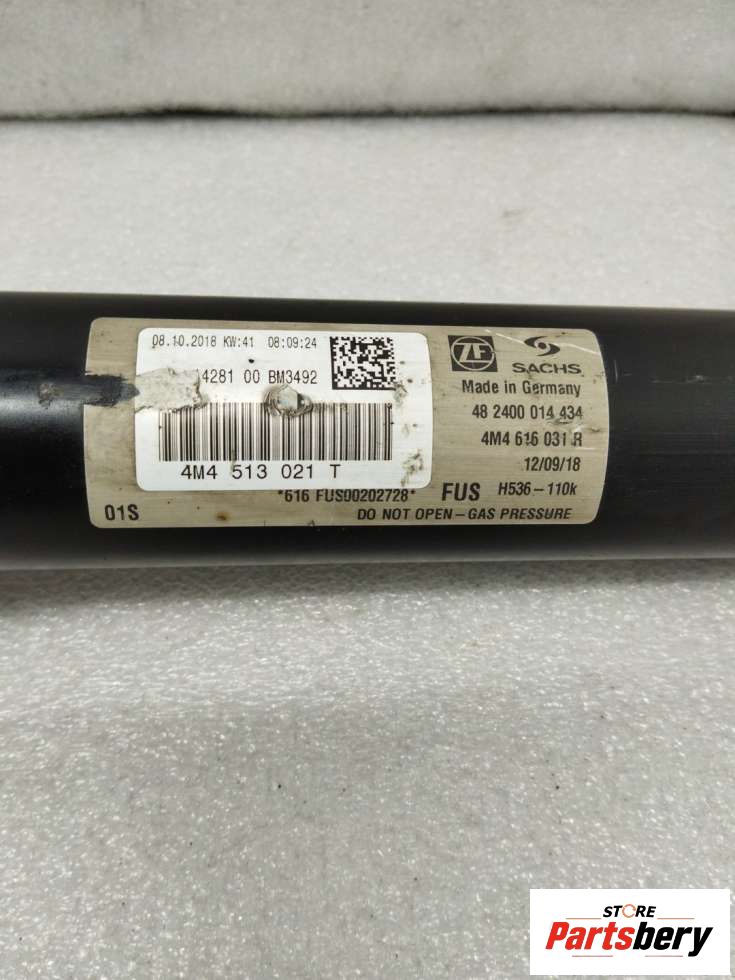 08.10.2018 KW:41 08:09:24
4281 00 BM3492
4M4 513 021 T
*616 FUS00202728*
01S
ZF SACHS
Made in Germany
48 2400 014 434
4M4 616 031 R
12/09/18
FUS H536-110k
DO NOT OPEN-GAS PRESSURE
STORE
Partsbery